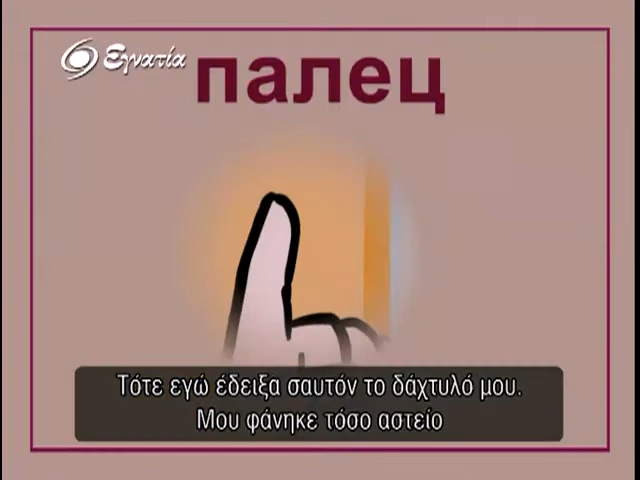 Εγνατία
палец
Τότε εγώ έδειξα σαυτόν το δάχτυλό μου.
Μου φάνηκε τόσο αστείο